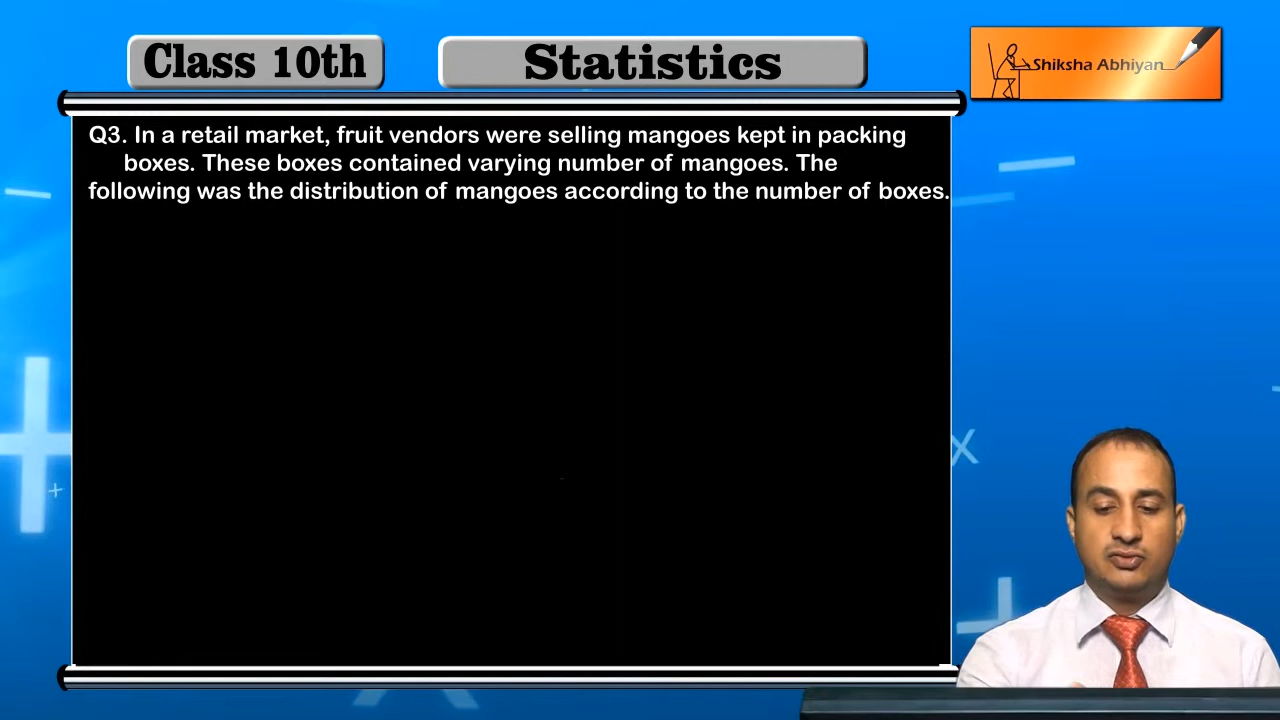 Class 10th
Statistics
Shiksha Abhiyan
Q3. In a retail market, fruit vendors were selling mangoes kept in packing
boxes. These boxes contained varying number of mangoes. The
following was the distribution of mangoes according to the number of boxes.